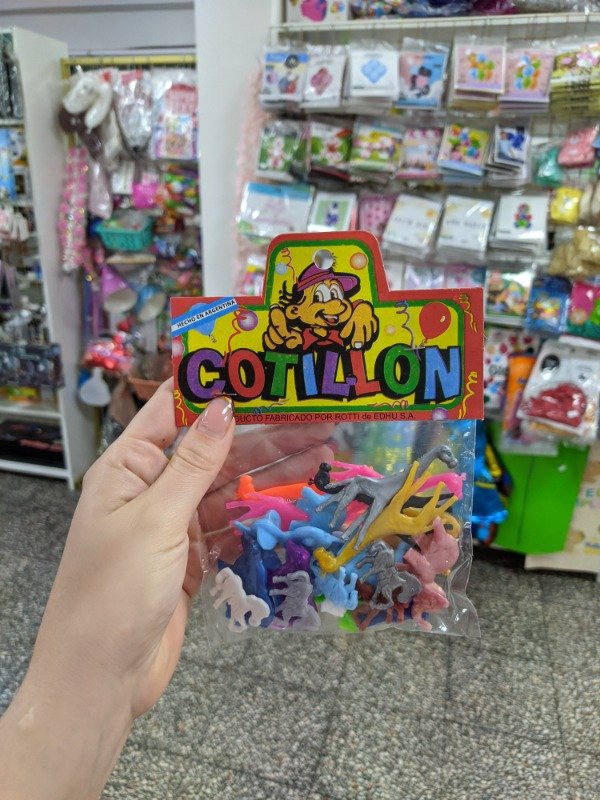 HECHO EN ARGENTINA
COTILLON
DUCTO FABRICADO POR ROTTI de EDHU S.A.